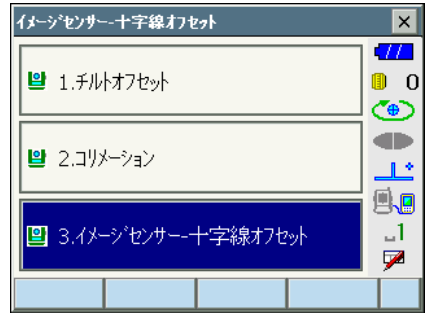 イメージセンサー-十字線オフセット
1.チルトオフセット
0
2.コリメーション
3.イメージセンサー-十字線オフセット
1